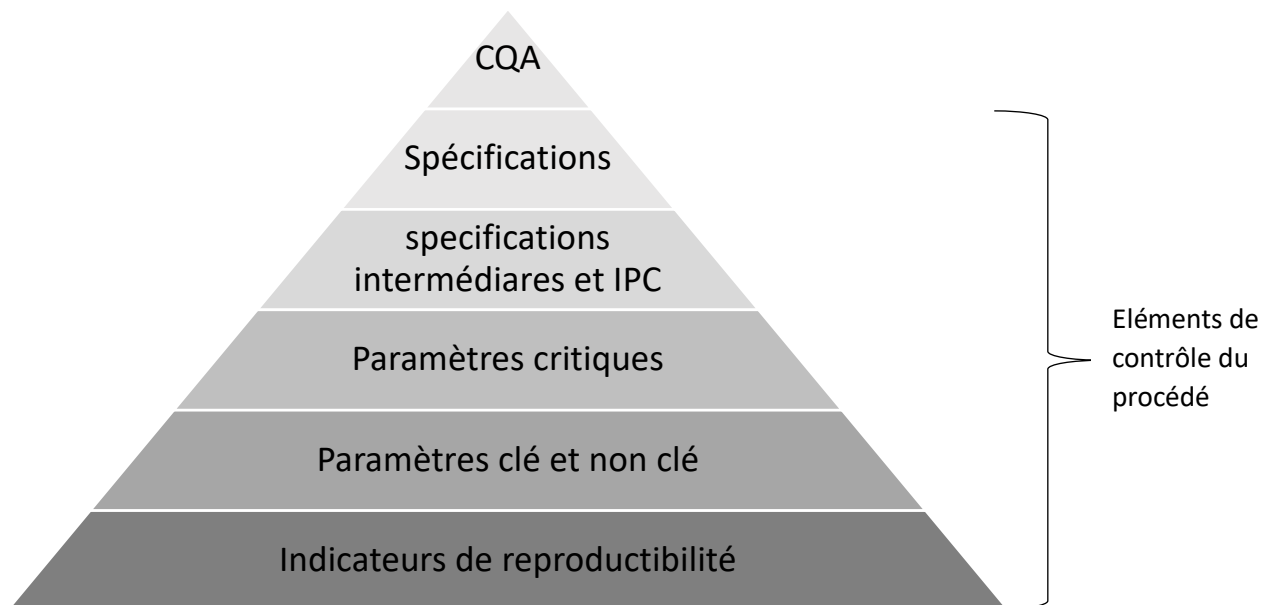 CQA
Spécifications
specifications
intermédiares et IPC
Paramètres critiques
Paramètres clé et non clé
Indicateurs de reproductibilité
Eléments de
contrôle du
procédé